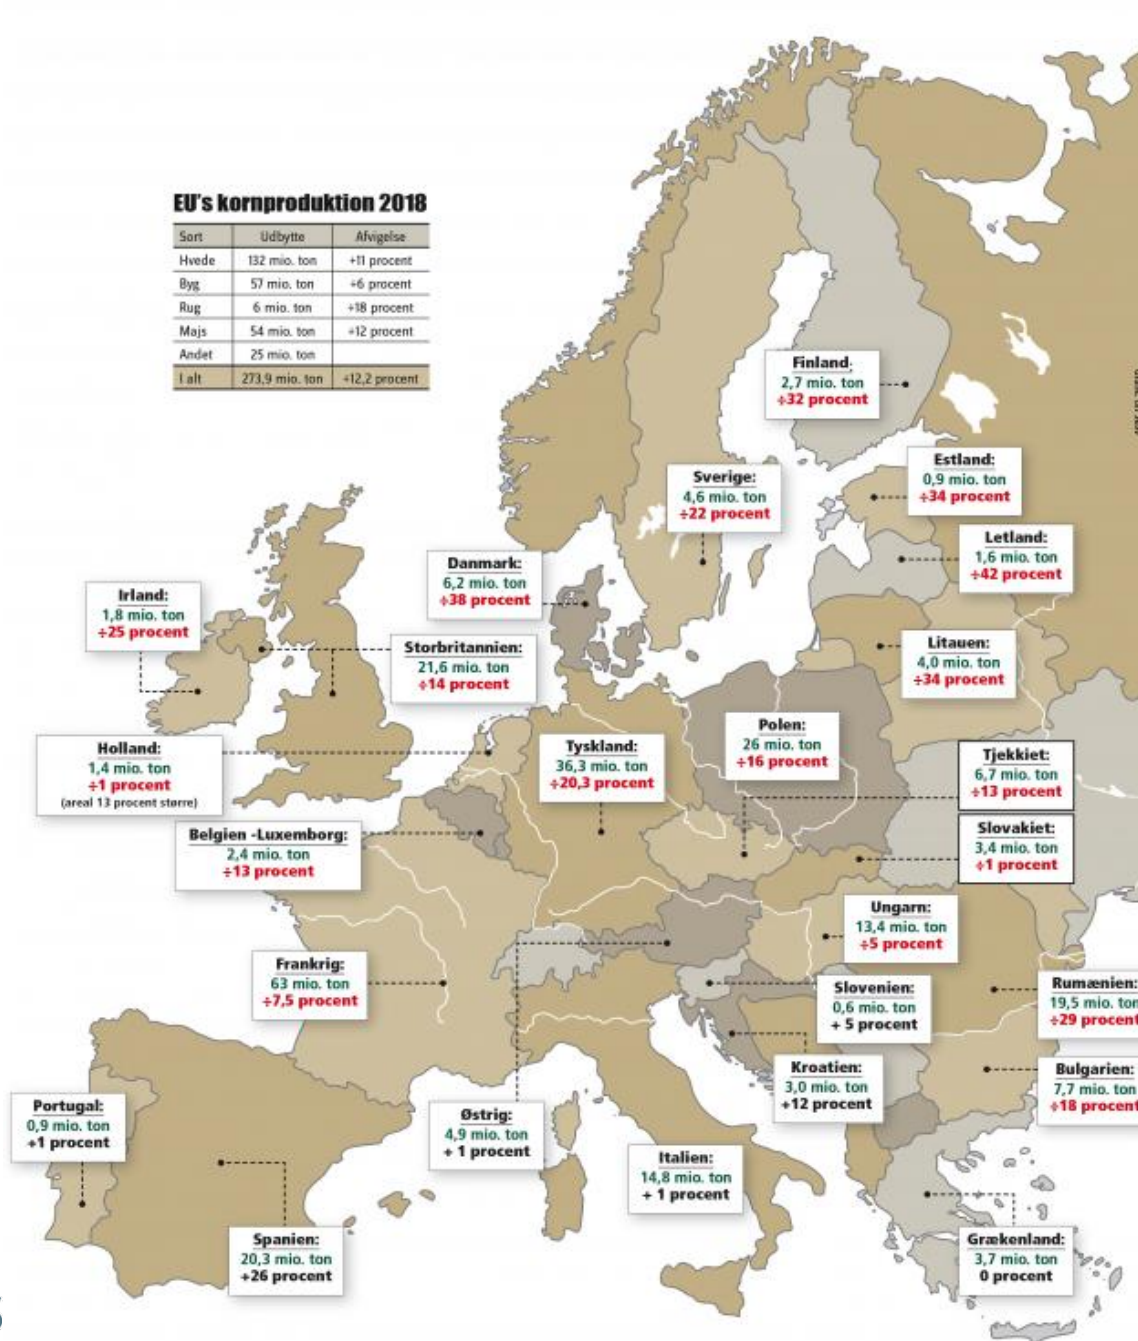 EU's kornproduktion 2018
Sort Udbytte Afvigelse
Hvede 132 mio. ton ÷11 procent
Byg 57 mio. ton ÷6 procent
Rug 6 mio. ton ÷18 procent
Majs 54 mio. ton ÷12 procent
Andet 25 mio. ton
I alt 273,9 mio. ton ÷12,2 procent
Finland:
2,7 mio. ton
÷32 procent
Estland:
0,9 mio. ton
÷34 procent
Sverige:
4,6 mio. ton
÷22 procent
Letland:
1,6 mio. ton
÷42 procent
Danmark:
6,2 mio. ton
÷38 procent
Irland:
1,8 mio. ton
÷25 procent
Litauen:
4,0 mio. ton
÷34 procent
Storbritannien:
21,6 mio. ton
÷14 procent
Polen:
26 mio. ton
÷16 procent
Holland:
1,4 mio. ton
÷1 procent
(areal 13 procent større)
Tyskland:
36,3 mio. ton
÷20,3 procent
Tjekkiet:
6,7 mio. ton
÷13 procent
Belgien -Luxemborg:
2,4 mio. ton
÷13 procent
Slovakiet:
3,4 mio. ton
÷1 procent
Ungarn:
13,4 mio. ton
÷5 procent
Frankrig:
63 mio. ton
÷7,5 procent
Slovenien:
0,6 mio. ton
+ 5 procent
Rumænien:
19,5 mio. ton
÷29 procent
Kroatien:
3,0 mio. ton
+12 procent
Bulgarien:
7,7 mio. ton
÷18 procent
Portugal:
0,9 mio. ton
+1 procent
Østrig:
4,9 mio. ton
+ 1 procent
Italien:
14,8 mio. ton
+ 1 procent
Spanien:
20,3 mio. ton
+26 procent
Grækenland:
3,7 mio. ton
0 procent